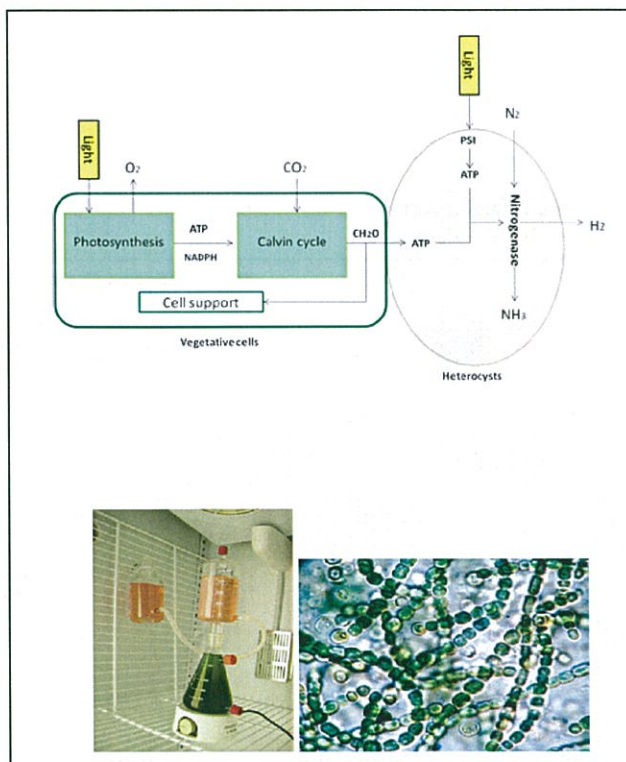 Light
Light
PSI
N2
ATP
O2
CO2
Photosynthesis
ATP
NADPH
Calvin cycle
CH2O
ATP
Nitrogenase
H2
Cell support
NH3
Vegetative cells
Heterocysts